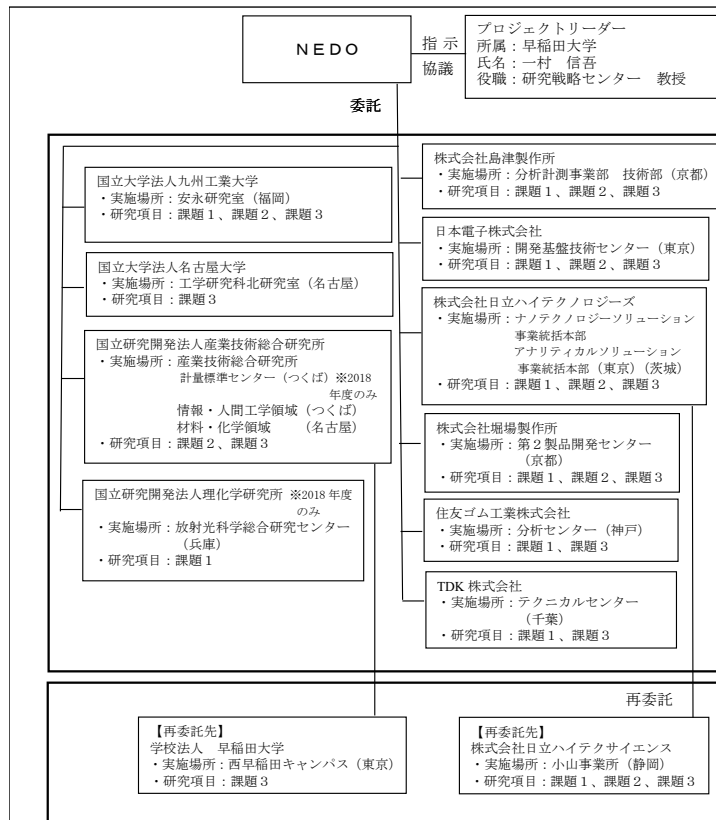 NEDO
指示
協議
プロジェクトリーダー
所属：早稲田大学
氏名：一村　信吾
役職：研究戦略センター　教授
委託
国立大学法人九州工業大学
・実施場所：安永研究室（福岡）
・研究項目：課題１、課題２、課題３
国立大学法人名古屋大学
・実施場所：工学研究科北研究室（名古屋）
・研究項目：課題３
国立研究開発法人産業技術総合研究所
・実施場所：産業技術総合研究所
計量標準センター（つくば）※2018
年度のみ
情報・人間工学領域（つくば）
材料・化学領域　（名古屋）
・研究項目：課題２、課題３
国立研究開発法人理化学研究所 ※2018 年度
のみ
・実施場所：放射光科学総合研究センター
（兵庫）
・研究項目：課題１
株式会社島津製作所
・実施場所：分析計測事業部　技術部（京都）
・研究項目：課題１、課題２、課題３
日本電子株式会社
・実施場所：開発基盤技術センター（東京）
・研究項目：課題１、課題２、課題３
株式会社日立ハイテクノロジーズ
・実施場所：ナノテクノロジーソリューション
事業統括本部
アナリティカルソリューション
事業統括本部（東京）（茨城）
・研究項目：課題１、課題２、課題３
株式会社堀場製作所
・実施場所：第２製品開発センター
（京都）
・研究項目：課題１、課題２、課題３
住友ゴム工業株式会社
・実施場所：分析センター（神戸）
・研究項目：課題１、課題３
TDK 株式会社
・実施場所：テクニカルセンター
（千葉）
・研究項目：課題１、課題３
再委託
【再委託先】
学校法人　早稲田大学
・実施場所：西早稲田キャンパス（東京）
・研究項目：課題３
【再委託先】
株式会社日立ハイテクサイエンス
・実施場所：小山事業所（静岡）
・研究項目：課題１、課題２、課題３